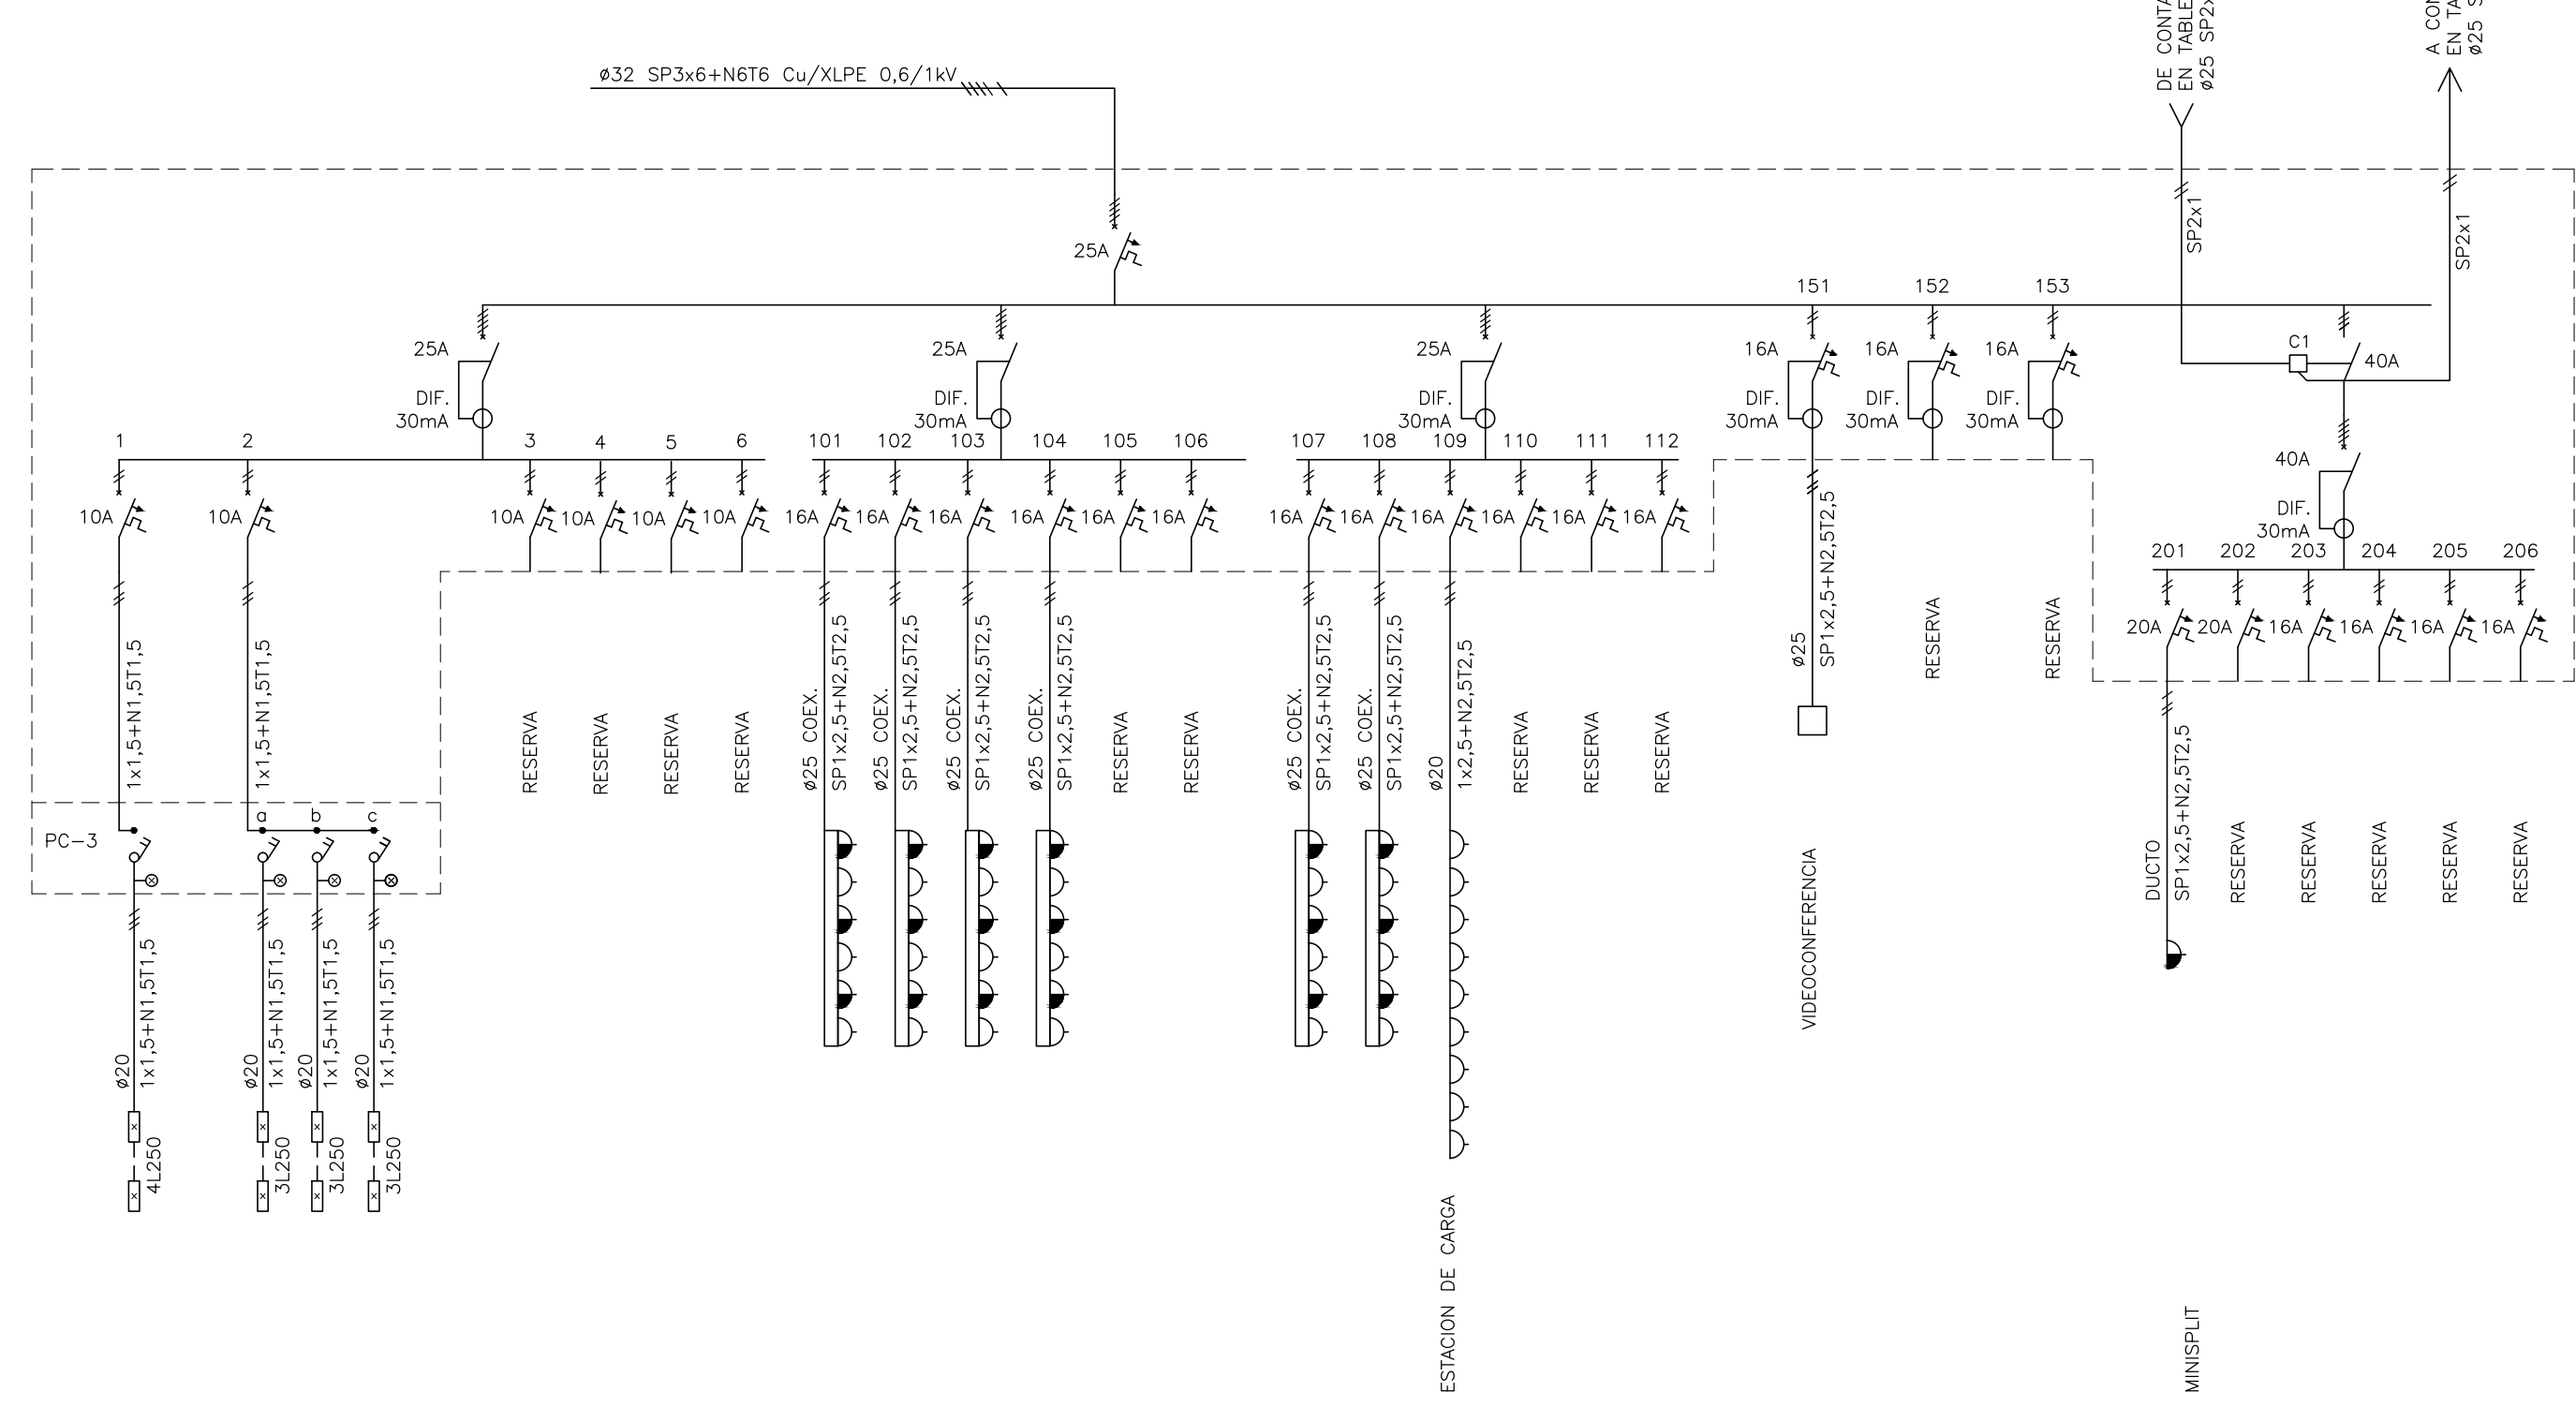 DE CONTA
EN TABLE
ø25 SP2x
A CON
EN TA
ø25 S
ø32 SP3x6+N6T6 Cu/XLPE 0,6/1kV
SP2x1
SP2x1
25A
151
152
153
25A
25A
25A
16A
16A
16A
C1
40A
DIF.
30mA
DIF.
30mA
DIF.
30mA
DIF.
30mA
DIF.
30mA
DIF.
30mA
1
2
3
4
5
6
101
102
103
104
105
106
107
108
109
110
111
112
40A
DIF.
30mA
10A
10A
10A
10A
10A
10A
16A
16A
16A
16A
16A
16A
16A
16A
16A
16A
16A
16A
201
202
203
204
205
206
20A
20A
16A
16A
16A
16A
1x1,5+N1,5T1,5
1x1,5+N1,5T1,5
RESERVA
RESERVA
RESERVA
RESERVA
ø25 COEX.
SP1x2,5+N2,5T2,5
ø25 COEX.
SP1x2,5+N2,5T2,5
ø25 COEX.
SP1x2,5+N2,5T2,5
ø25 COEX.
SP1x2,5+N2,5T2,5
RESERVA
RESERVA
ø25 COEX.
SP1x2,5+N2,5T2,5
ø25 COEX.
SP1x2,5+N2,5T2,5
ø20
1x2,5+N2,5T2,5
RESERVA
RESERVA
RESERVA
ø25
SP1x2,5+N2,5T2,5
RESERVA
RESERVA
DUCTO
SP1x2,5+N2,5T2,5
RESERVA
RESERVA
RESERVA
RESERVA
RESERVA
PC-3
a
b
c
VIDEOCONFERENCIA
ø20
1x1,5+N1,5T1,5
ø20
1x1,5+N1,5T1,5
ø20
1x1,5+N1,5T1,5
ø20
1x1,5+N1,5T1,5
4L250
3L250
3L250
3L250
ESTACION DE CARGA
MINISPLIT